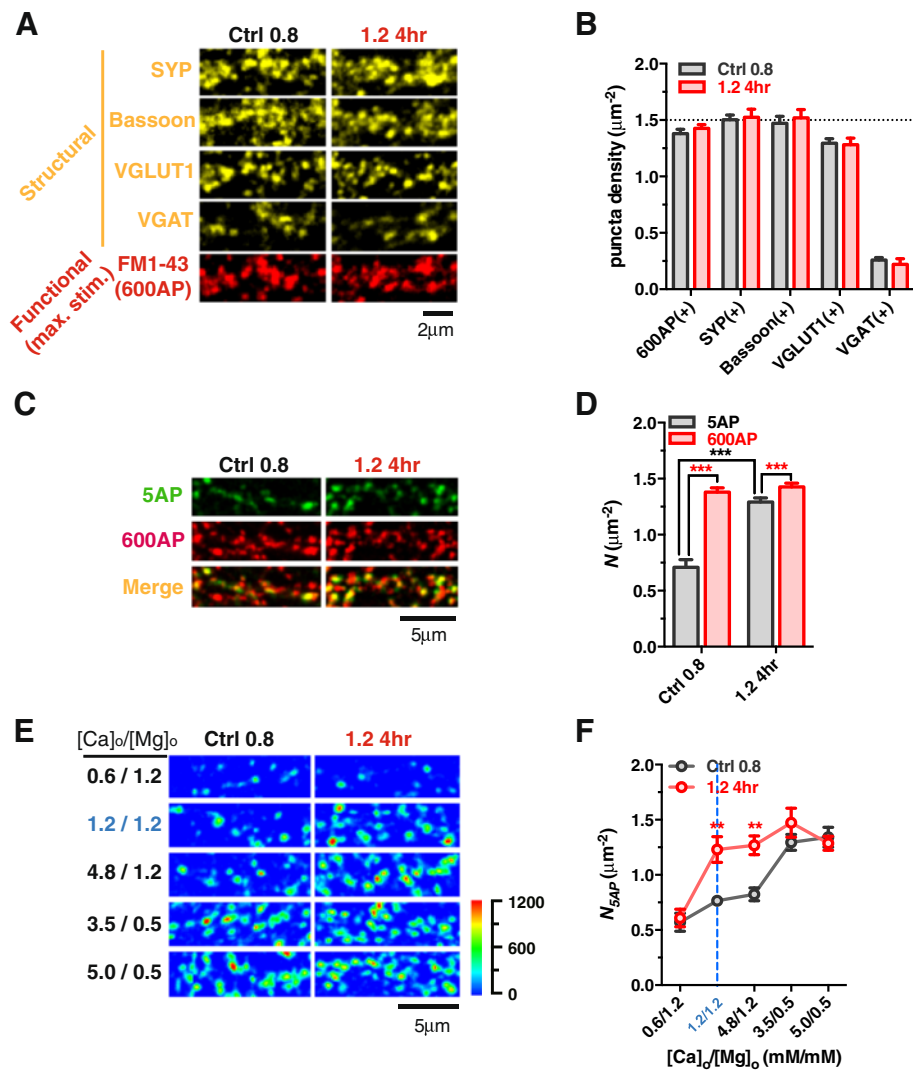 A
Ctrl 0.8
1.2 4hr
Structural
SYP
Bassoon
VGLUT1
VGAT
Functional
(max. stim.)
FM1-43
(600AP)
2μm
B
Ctrl 0.8
1.2 4hr
puncta density (μm-2)
2.0
1.5
1.0
0.5
0.0
600AP(+)
SYP(+)
Bassoon(+)
VGLUT1(+)
VGAT(+)
C
Ctrl 0.8
1.2 4hr
5AP
600AP
Merge
5μm
D
5AP
600AP
N (μm-2)
2.0
1.5
1.0
0.5
0.0
***
***
***
Ctrl 0.8
1.2 4hr
E
[Ca]o/[Mg]o
Ctrl 0.8
1.2 4hr
0.6 / 1.2
1.2 / 1.2
4.8 / 1.2
3.5 / 0.5
5.0 / 0.5
1200
600
0
5μm
F
Ctrl 0.8
1.2 4hr
N5AP (μm-2)
2.0
1.5
1.0
0.5
0.0
**
**
0.6/1.2
1.2/1.2
4.8/1.2
3.5/0.5
5.0/0.5
[Ca]o/[Mg]o (mM/mM)